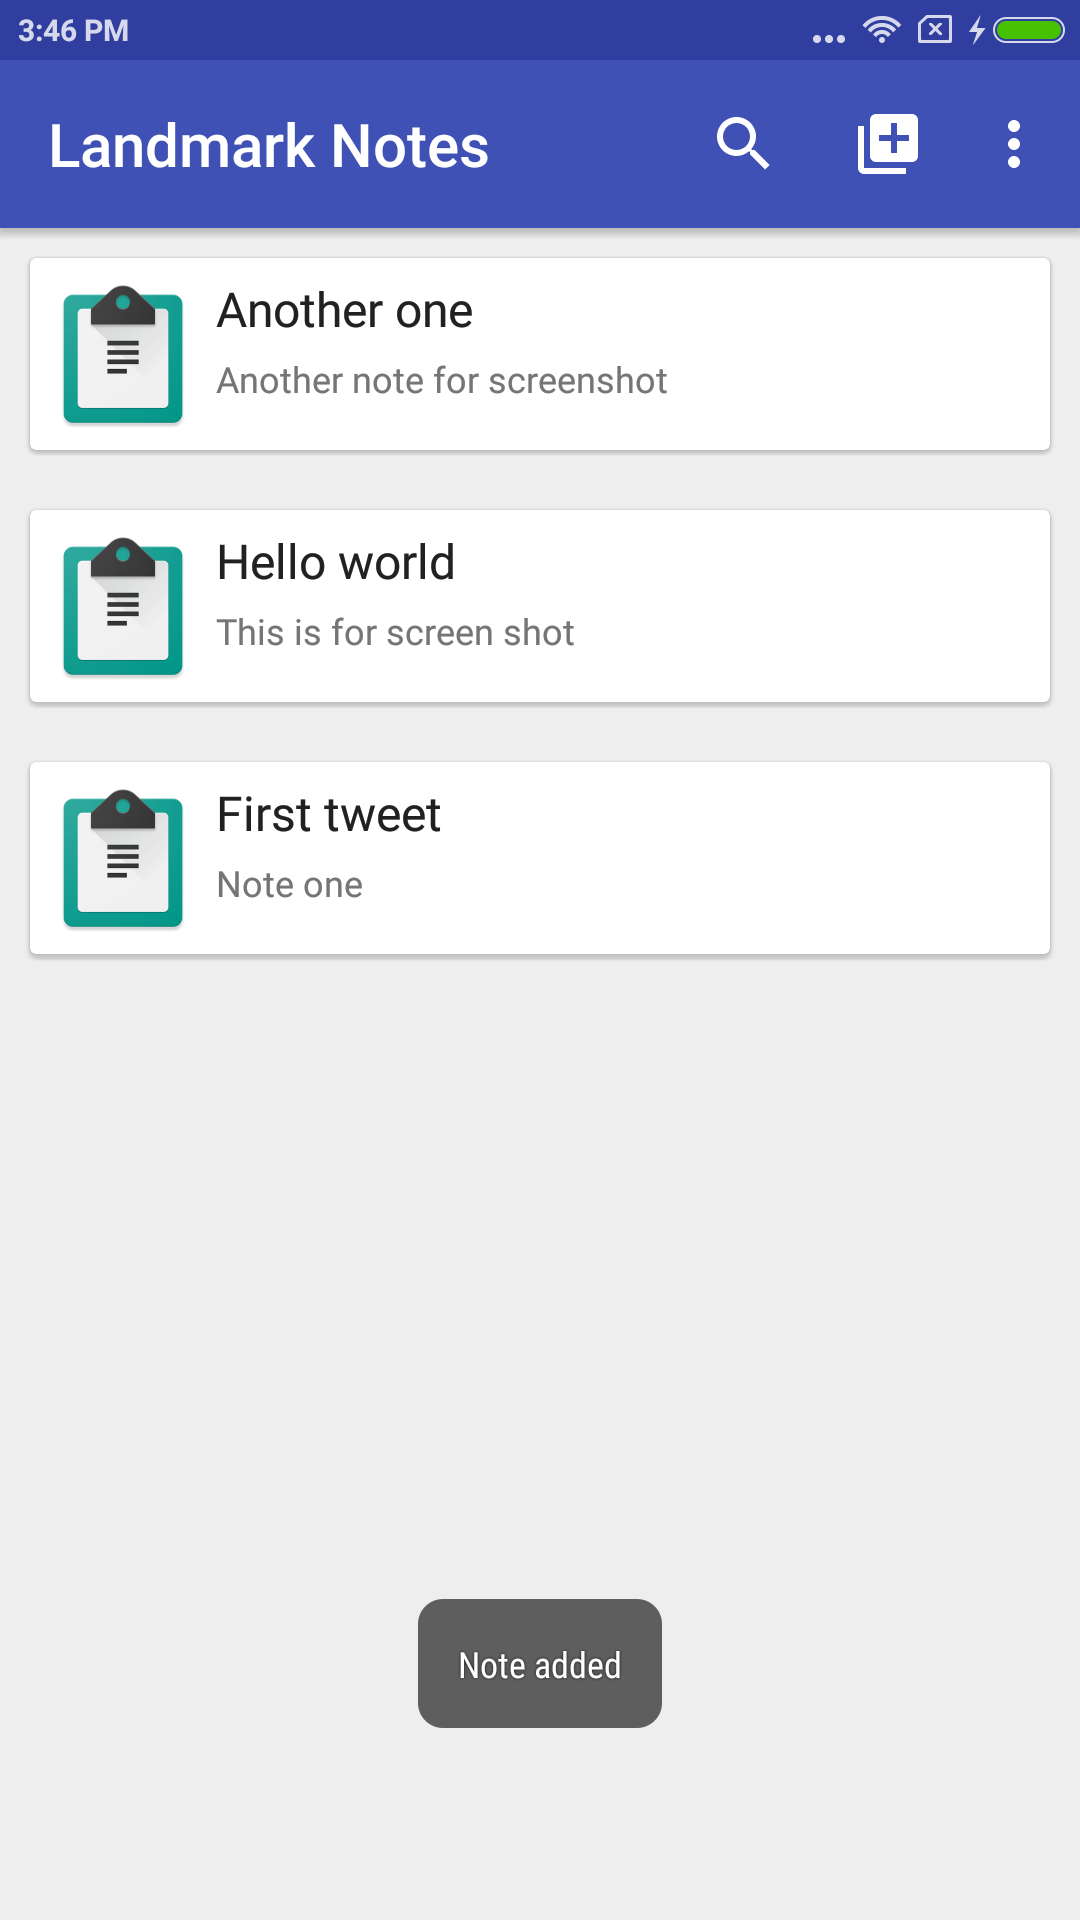 3:46 PM
Landmark Notes
Another one
Another note for screenshot
Hello world
This is for screen shot
First tweet
Note one
Note added